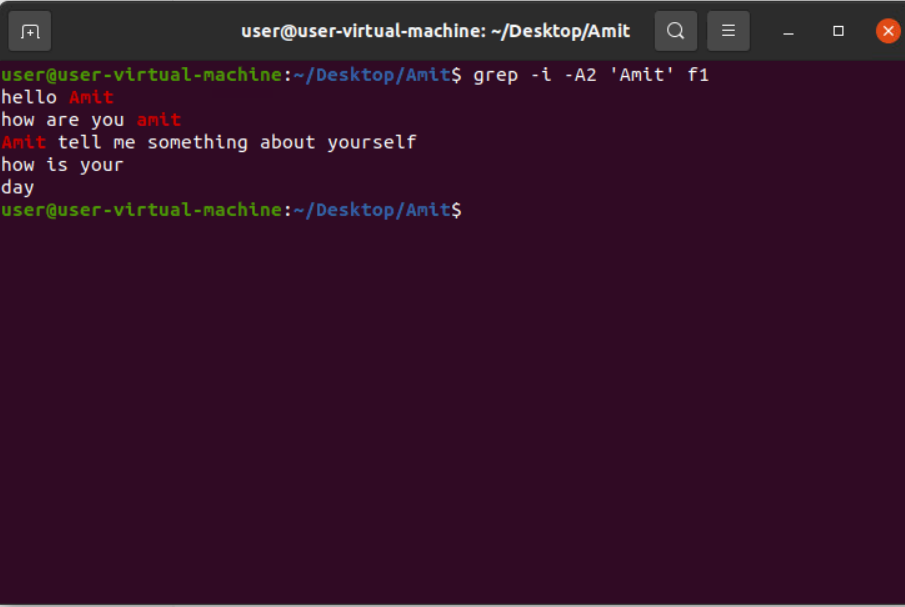 user@user-virtual-machine: ~/Desktop/Amit
user@user-virtual-machine:~/Desktop/Amit$ grep -i -A2 'Amit' f1
hello Amit
how are you amit
Amit tell me something about yourself
how is your
day
user@user-virtual-machine:~/Desktop/Amit$